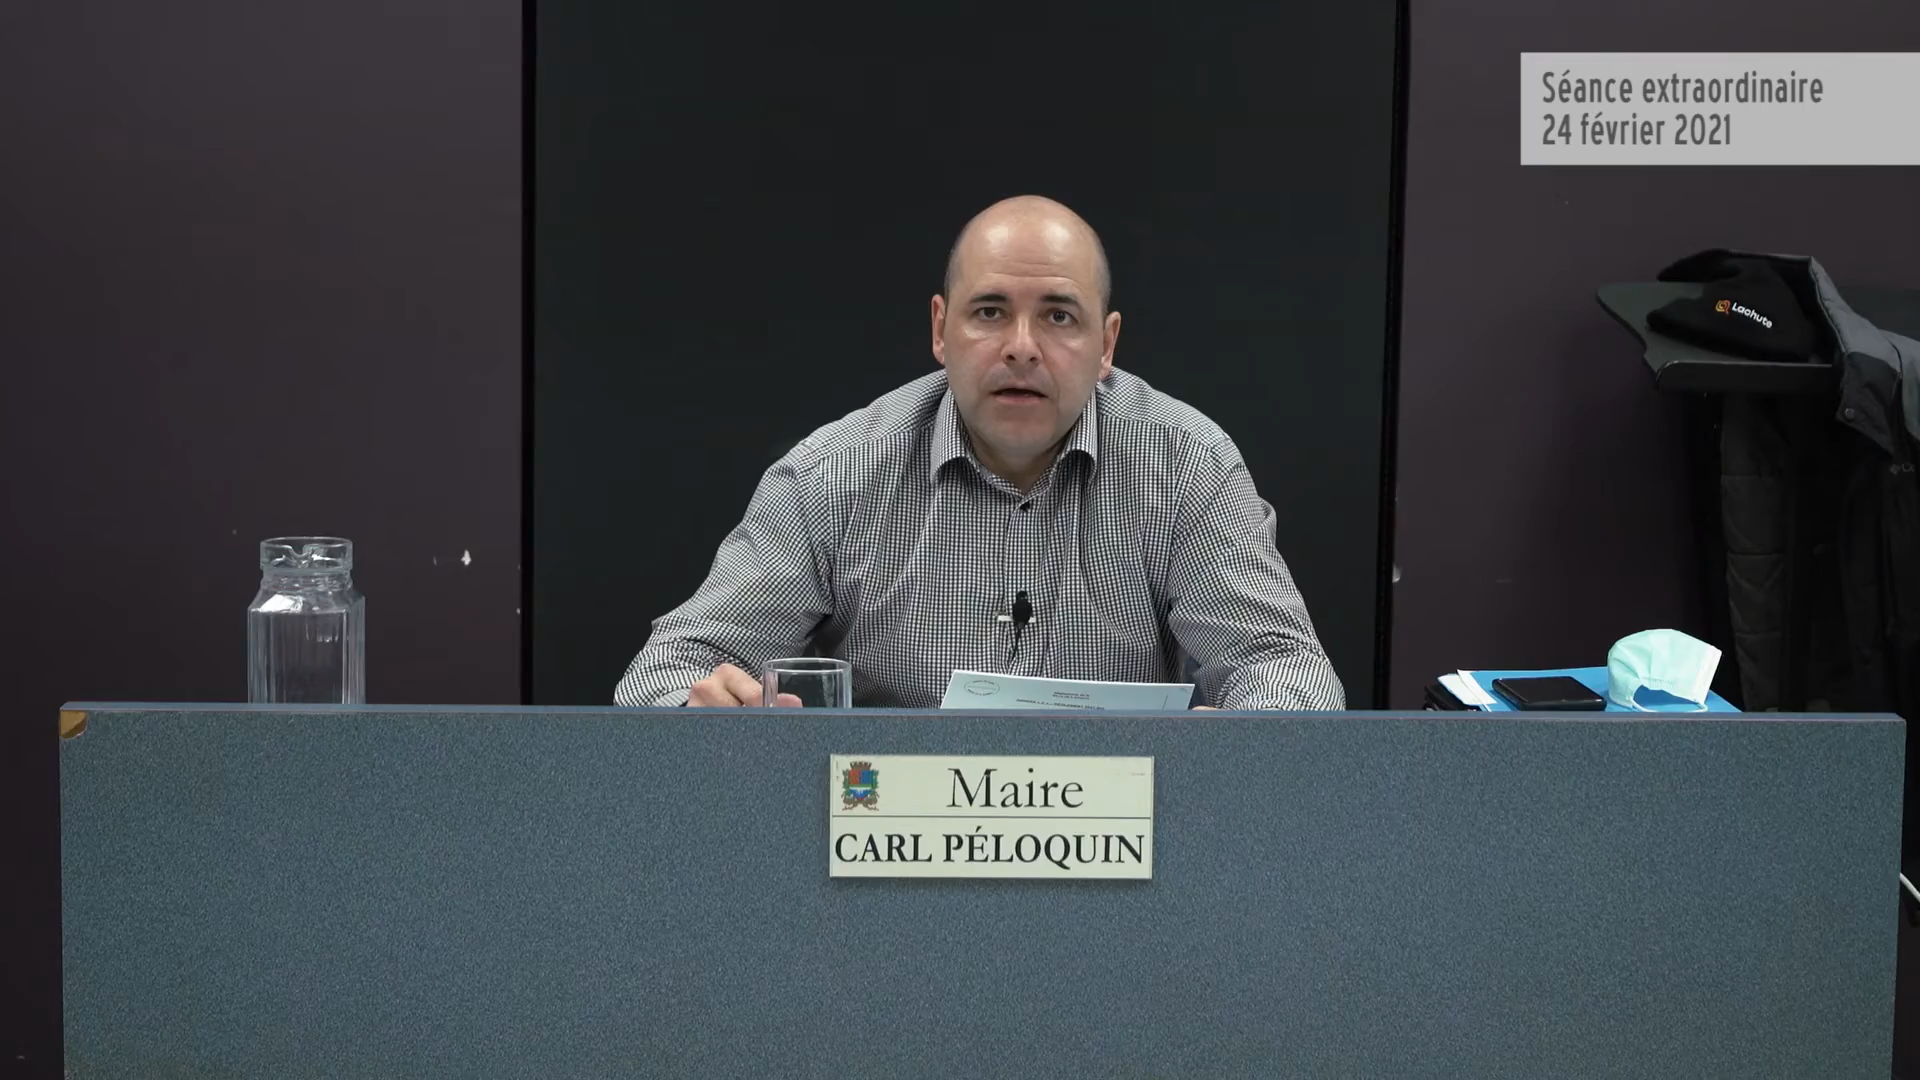 Séance extraordinaire
24 février 2021
Lachute
Maire
CARL PÉLOQUIN